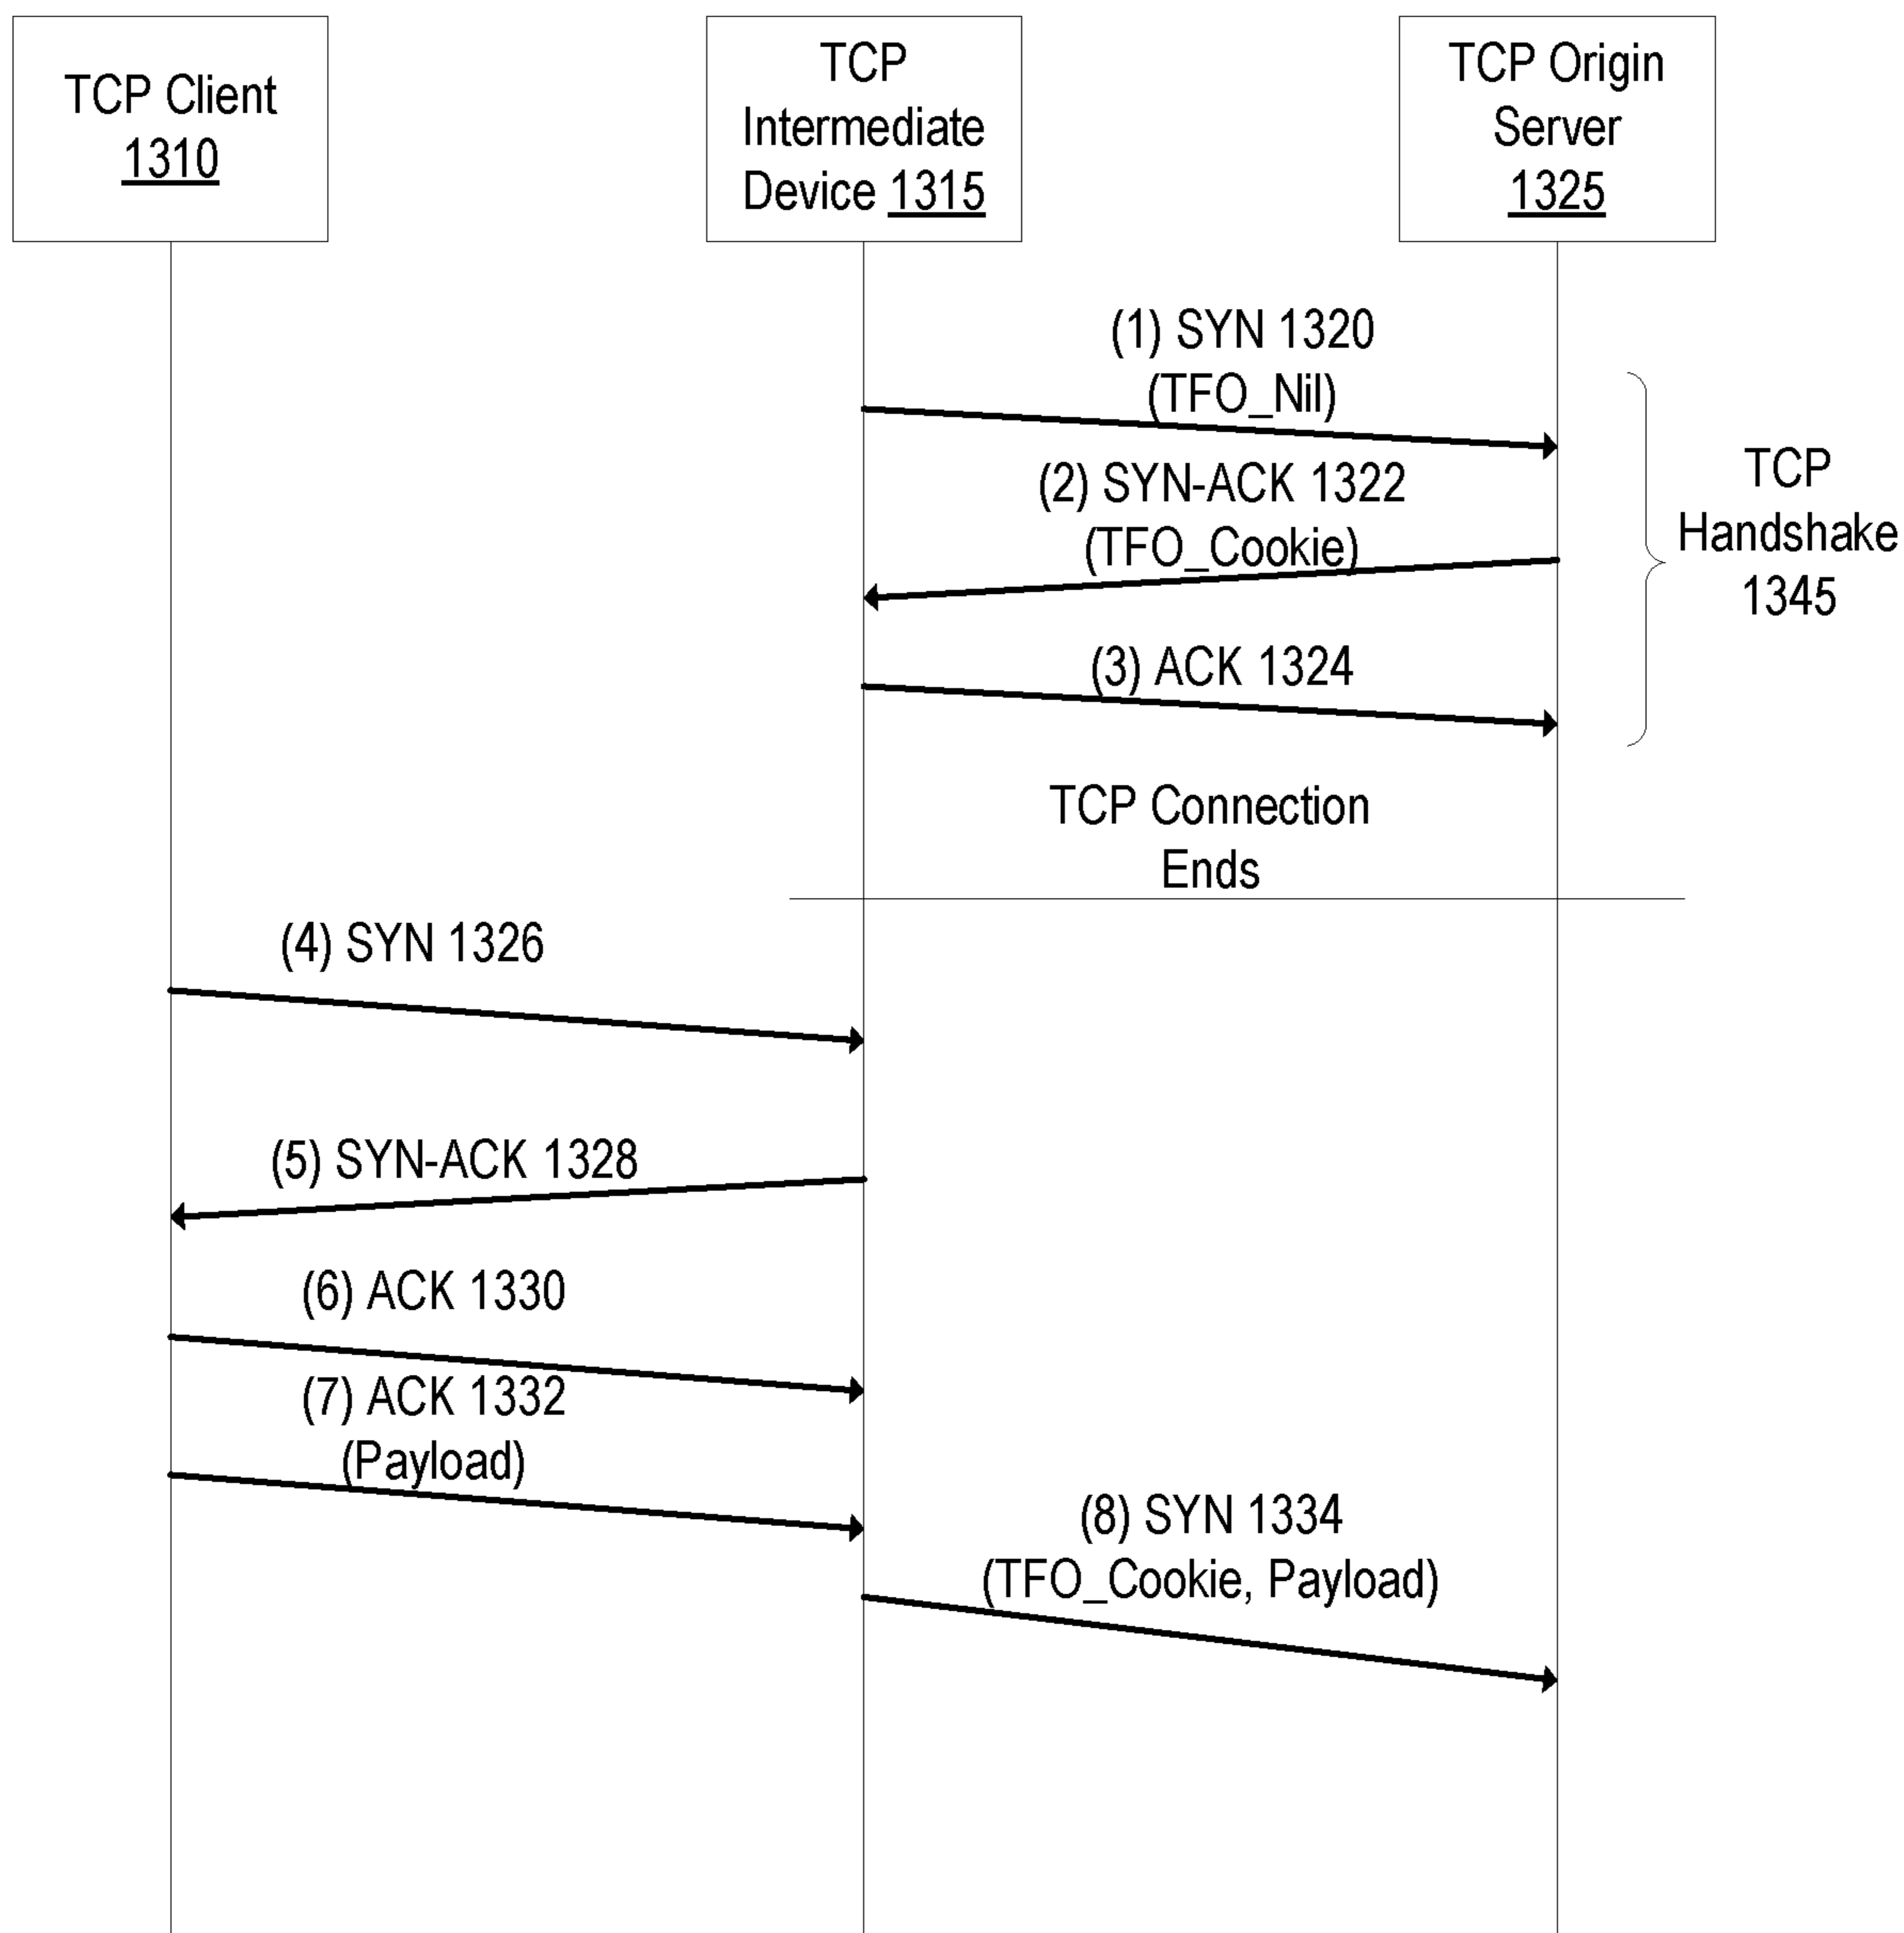 TCP Client
1310
TCP
Intermediate
Device 1315
TCP Origin
Server
1325
(1) SYN 1320
(TFO_Nil)
(2) SYN-ACK 1322
(TFO_Cookie)
TCP
Handshake
1345
(3) ACK 1324
TCP Connection
Ends
(4) SYN 1326
(5) SYN-ACK 1328
(6) ACK 1330
(7) ACK 1332
(Payload)
(8) SYN 1334
(TFO_Cookie, Payload)